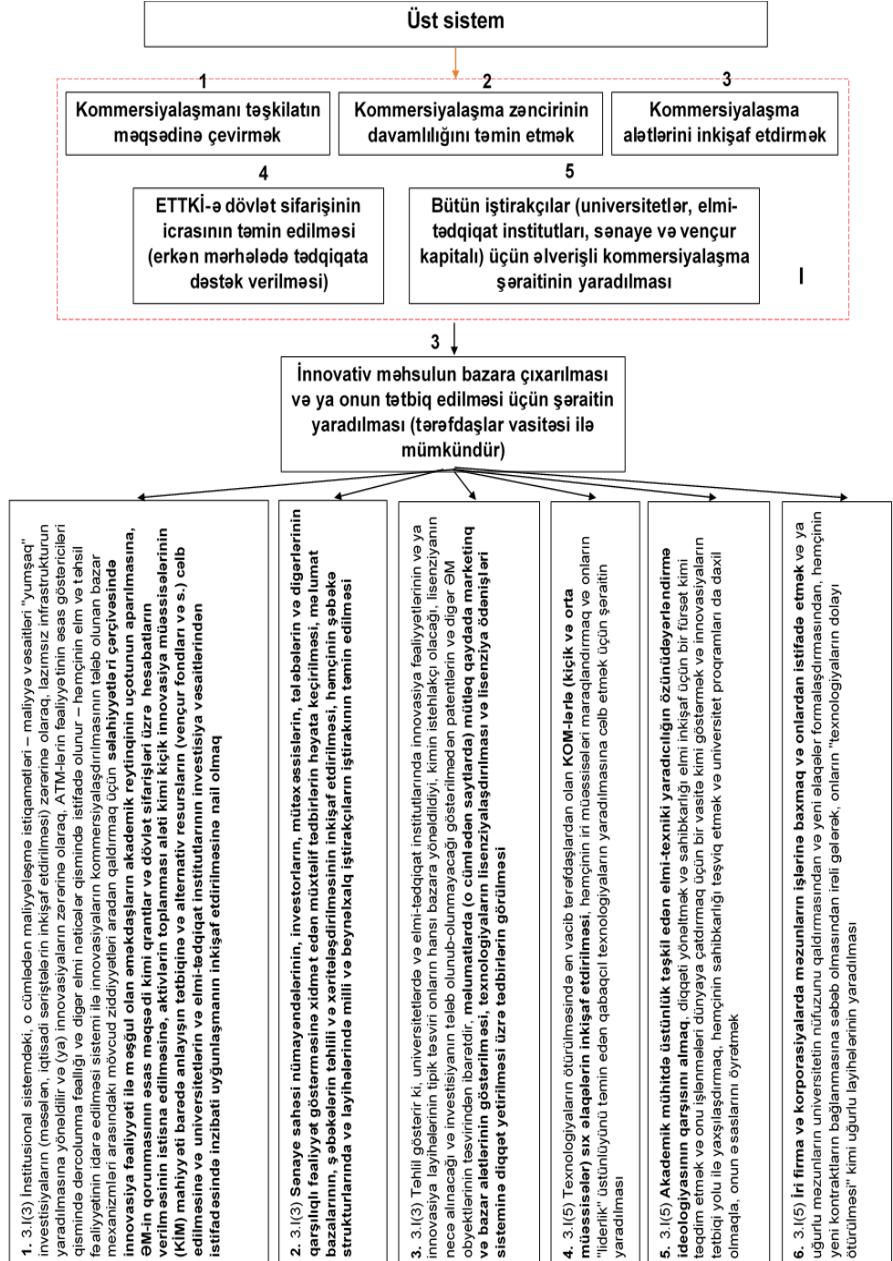 Üst sistem
1
Kommersiyalaşmanı təşkilatın
məqsədinə çevirmək
2
Kommersiyalaşma zəncirinin
davamlılığını təmin etmək
3
Kommersiyalaşma
alətlərini inkişaf etdirmək
4
ETTKİ-ə dövlət sifarişinin
icrasının təmin edilməsi
(erkən mərhələdə tədqiqata
dəstək verilməsi)
5
Bütün iştirakçılar (universitetlər, elmi-
tədqiqat institutları, sənaye və vençur
kapitalı) üçün əlverişli kommersiyalaşma
şəraitinin yaradılması
I
3
İnnovativ məhsulun bazara çıxarılması
və ya onun tətbiq edilməsi üçün şəraitin
yaradılması (tərəfdaşlar vasitəsi ilə
mümkündür)
1. 3.I(3) İnstitusional sistemdəki, o cümlədən maliyyələşmə istiqamətləri – maliyyə vəsaitləri "yumşaq"
investisiyaların (məsələn, iqtisadi səriştələrin inkişaf etdirilməsi) zərərinə olaraq, lazımsız infrastrukturun
yaradılmasına yönəldilir və (ya) innovasiyaların zərərinə olaraq, ATM-lərin fəaliyyətinin əsas göstəriciləri
qismində dərcolunma fəallığı və digər elmi nəticələr qismində istifadə olunur – həmçinin elm və təhsil
fəaliyyətinin idarə edilməsi sistemi ilə innovasiyaların kommersiyalaşdırılmasının tələb olunan bazar
mexanizmləri arasındakı mövcud ziddiyyətləri aradan qaldırmaq üçün səlahiyyətləri çərçivəsində
innovasiya fəaliyyəti ilə məşğul olan əməkdaşların akademik reytinqinin uçotunun aparılmasına,
ƏM-in qorunmasının əsas məqsədi kimi qrantlar və dövlət sifarişləri üzrə hesabatların
verilməsinin istisna edilməsinə, aktivlərin toplanması aləti kimi kiçik innovasiya müəssisələrinin
(KİM) mahiyyəti barədə anlayışın tətbiqinə və alternativ resursların (vençur fondları və s.) cəlb
edilməsinə və universitetlərin və elmi-tədqiqat institutlarının investisiya vəsaitlərindən
istifadəsində inzibati uyğunlaşmanın inkişaf etdirilməsinə nail olmaq
2. 3.I(3) Sənaye sahəsi nümayəndələrinin, investorların, mütəxəssislərin, tələbələrin və digərlərinin
qarşılıqlı fəaliyyət göstərməsinə xidmət edən müxtəlif tədbirlərin həyata keçirilməsi, məlumat
bazalarının, şəbəkələrin təhlili və xəritələşdirilməsinin inkişaf etdirilməsi, həmçinin şəbəkə
strukturlarında və layihələrində milli və beynəlxalq iştirakçıların iştirakının təmin edilməsi
3. 3.I(3) Təhlil göstərir ki, universitetlərdə və elmi-tədqiqat institutlarında innovasiya fəaliyyətlərinin və ya
innovasiya layihələrinin tipik təsviri onların hansı bazara yönəldildiyi, kimin istehlakçı olacağı, lisenziyanın
necə alınacağı və investisiyanın tələb olunub-olunmayacağı göstərilmədən patentlərin və digər ƏM
obyektlərinin təsvirindən ibarətdir, məlumatlarda (o cümlədən saytlarda) mütləq qaydada marketinq
və bazar alətlərinin göstərilməsi, texnologiyaların lisenziyalaşdırılması və lisenziya ödənişləri
sisteminə diqqət yetirilməsi üzrə tədbirlərin görülməsi
4. 3.I(5) Texnologiyaların ötürülməsində ən vacib tərəfdaşlardan olan KOM-lərlə (kiçik və orta
müəssisələr) sıx əlaqələrin inkişaf etdirilməsi, həmçinin iri müəssisələri maraqlandırmaq və onların
"liderlik" üstünlüyünü təmin edən qabaqcıl texnologiyaların yaradılmasına cəlb etmək üçün şəraitin
yaradılması
5. 3.I(5) Akademik mühitdə üstünlük təşkil edən elmi-texniki yaradıcılığın özünüdəyərləndirmə
ideologiyasının qarşısını almaq, diqqəti yönəltmək və sahibkarlığı elmi inkişaf üçün bir fürsət kimi
təqdim etmək və onu işlənmələri dünyaya çatdırmaq üçün bir vasitə kimi göstərmək və innovasiyaların
tətbiqi yolu ilə yaxşılaşdırmaq, həmçinin sahibkarlığı təşviq etmək və universitet proqramları da daxil
olmaqla, onun əsaslarını öyrətmək
6. 3.I(5) İri firma və korporasiyalarda məzunların işlərinə baxmaq və onlardan istifadə etmək və ya
uğurlu məzunların universitetin nüfuzunu qaldırmasından və yeni əlaqələr formalaşdırmasından, həmçinin
yeni kontraktların bağlanmasına səbəb olmasından irəli gələrək, onların "texnologiyaların dolayı
ötürülməsi" kimi uğurlu layihələrinin yaradılması